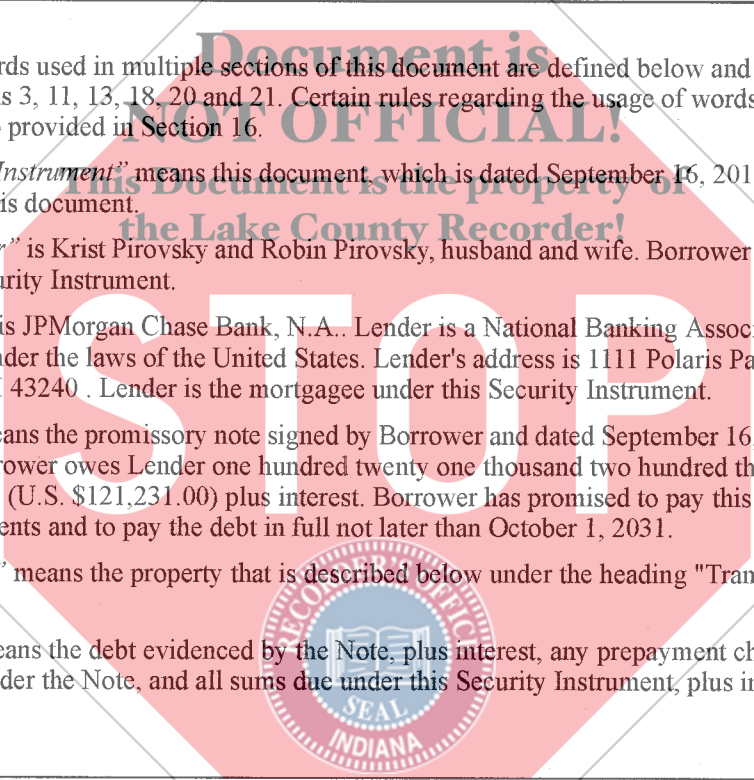 Document is
rds used in multiple sections of this document are defined below and
s 3, 11, 13, 18, 20 and 21. Certain rules regarding the usage of words
NOT OFFICIAL!
provided in Section 16.
This Document is the property of
Instrument" means this document, which is dated September 16, 201
is document.
the Lake County Recorder!
r" is Krist Pirovsky and Robin Pirovsky, husband and wife. Borrower
urity Instrument.
STOP
is JPMorgan Chase Bank, N.A.. Lender is a National Banking Assoc
nder the laws of the United States. Lender's address is 1111 Polaris Pa
43240 . Lender is the mortgagee under this Security Instrument.
eans the promissory note signed by Borrower and dated September 16,
rower owes Lender one hundred twenty one thousand two hundred th
(U.S. $121,231.00) plus interest. Borrower has promised to pay this
ents and to pay the debt in full not later than October 1, 2031.
" means the property that is described below under the heading "Tran
RECORDER'S OFFICE
eans the debt evidenced by the Note, plus interest, any prepayment ch
der the Note, and all sums due under this Security Instrument, plus in
SEAL
INDIANA